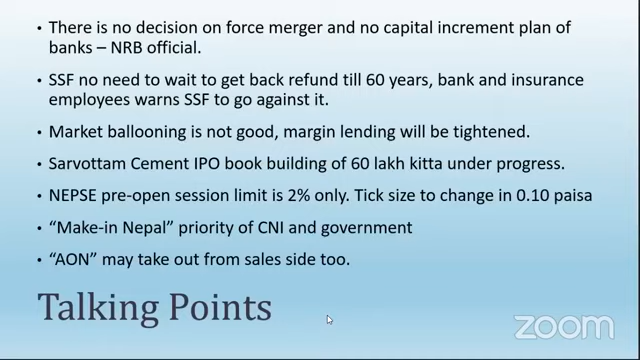 • There is no decision on force merger and no capital increment plan of
banks – NRB official.
• SSF no need to wait to get back refund till 60 years, bank and insurance
employees warns SSF to go against it.
• Market ballooning is not good, margin lending will be tightened.
• Sarvottam Cement IPO book building of 60 lakh kitta under progress.
• NEPSE pre-open session limit is 2% only. Tick size to change in 0.10 paisa
• “Make-in Nepal” priority of CNI and government
• “AON” may take out from sales side too.
Talking Points
zoom